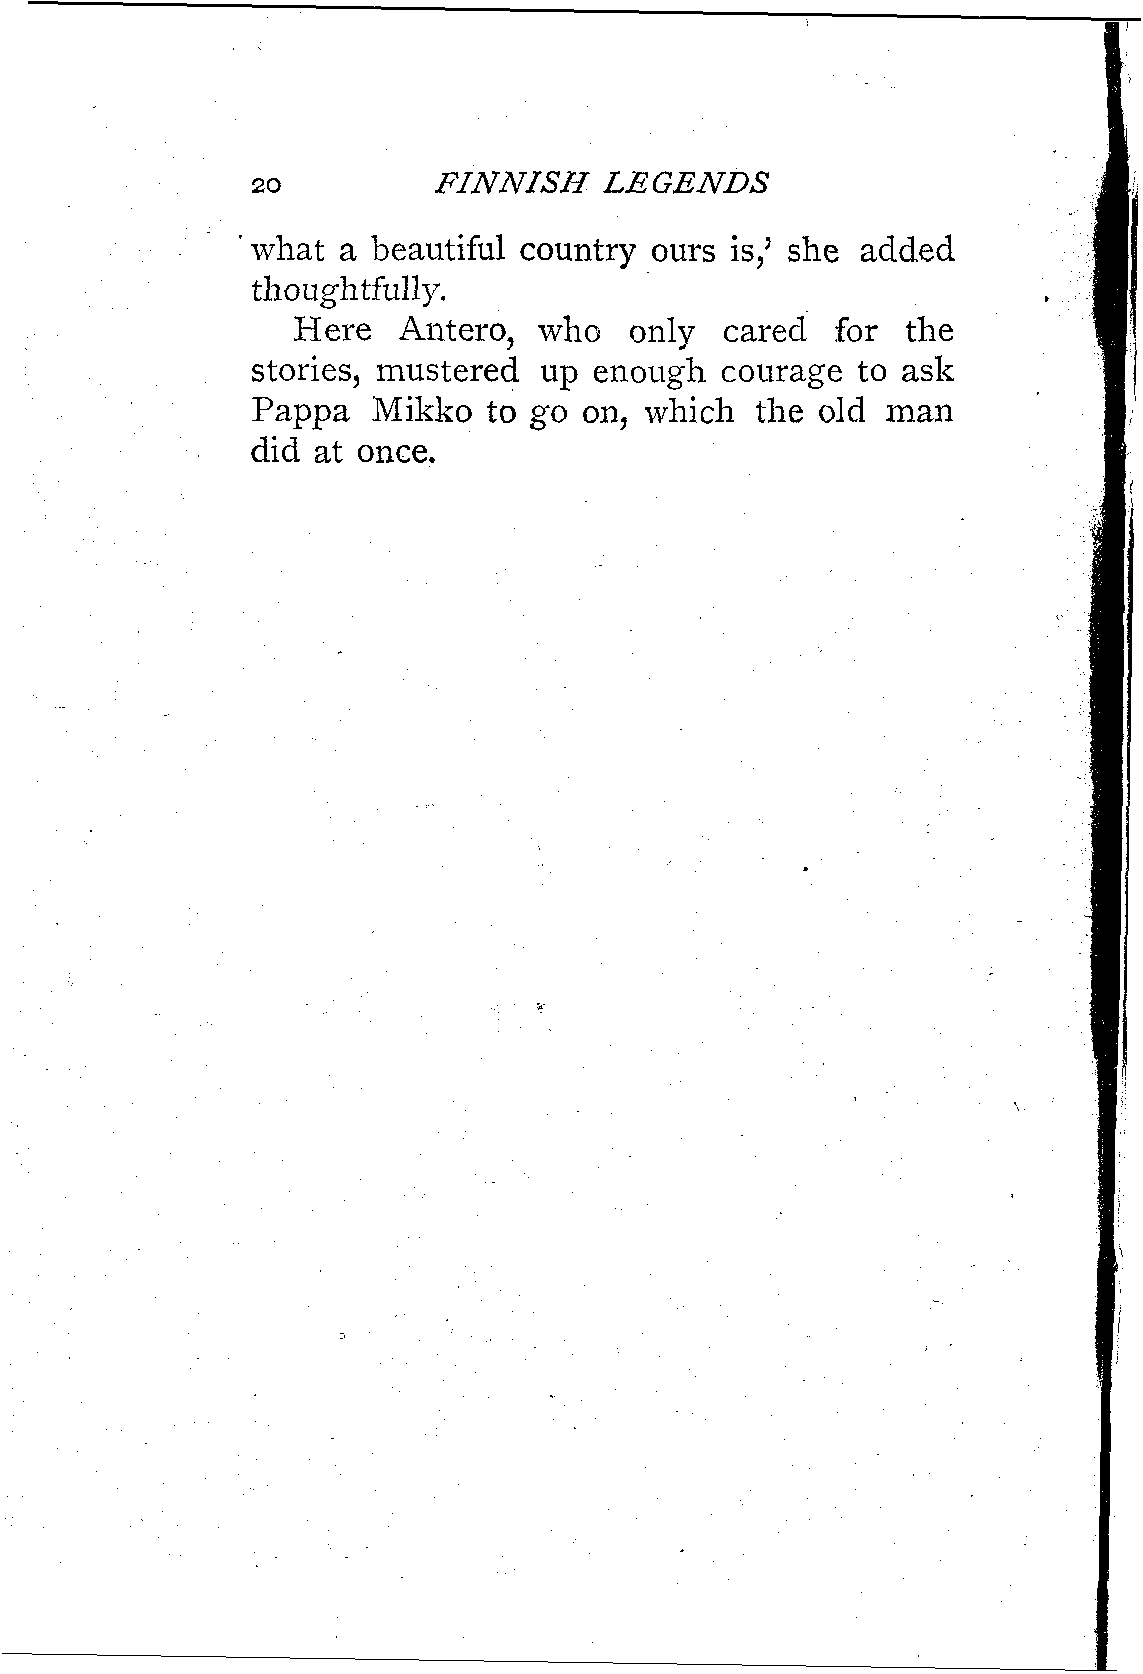 20 FINNISH LEGENDS
what a beautiful country ours is,’ she added
thoughtfully.
Here Antero, who only cared for the
stories, mustered up enough courage to ask
Pappa Mikko to go on, which the old man
did at once.